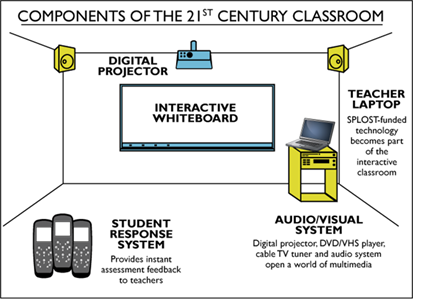 COMPONENTS OF THE 21ST CENTURY CLASSROOM
DIGITAL
PROJECTOR
INTERACTIVE
WHITEBOARD
TEACHER
LAPTOP
SPLOST-funded
technology
becomes part
of the
interactive
classroom
STUDENT
RESPONSE
SYSTEM
Provides instant
assessment feedback
to teachers
AUDIO/VISUAL
SYSTEM
Digital projector, DVD/VHS player,
cable TV tuner and audio system
open a world of multimedia